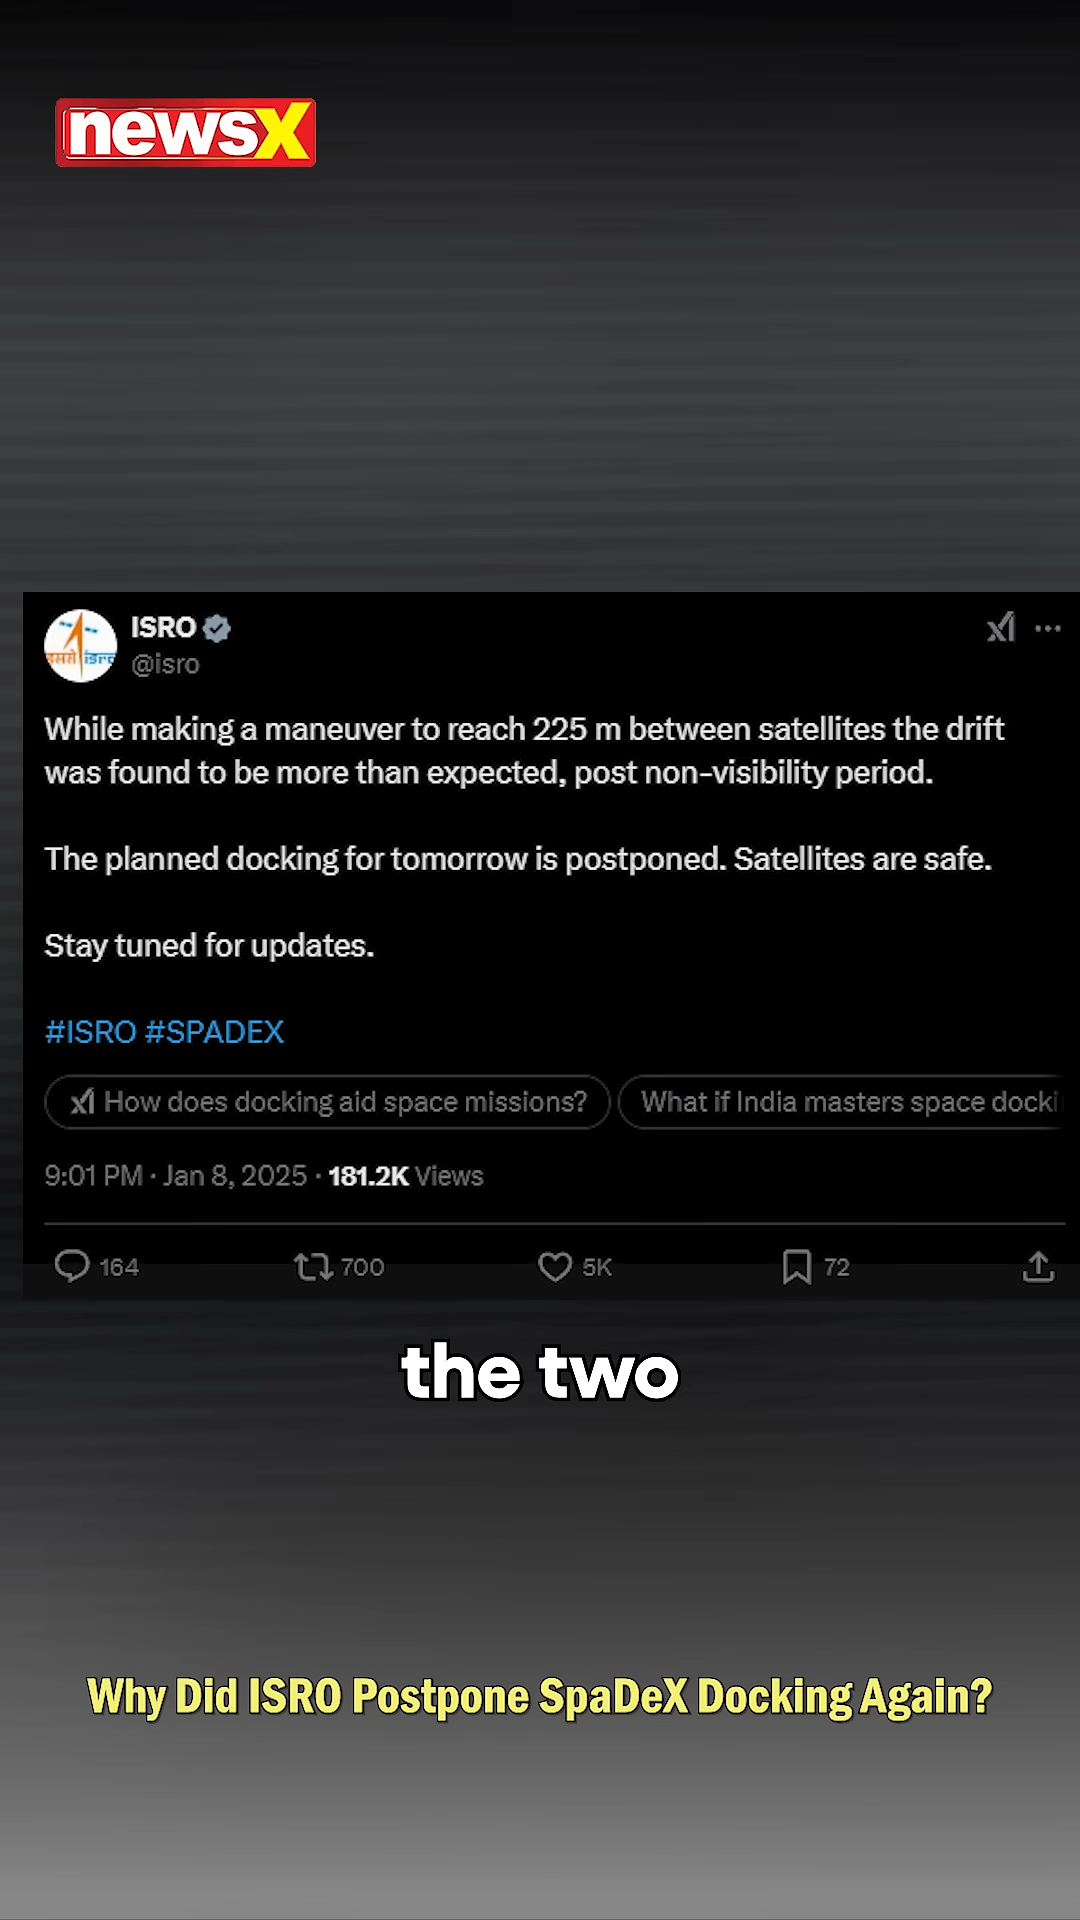 newsX
ISRO
@isro
While making a maneuver to reach 225 m between satellites the drift
was found to be more than expected, post non-visibility period.
The planned docking for tomorrow is postponed. Satellites are safe.
Stay tuned for updates.
#ISRO #SPADEX
How does docking aid space missions? What if India masters space docki
9:01 PM · Jan 8, 2025 · 181.2K Views
164 700 5K 72
the two
Why Did ISRO Postpone SpaDeX Docking Again?